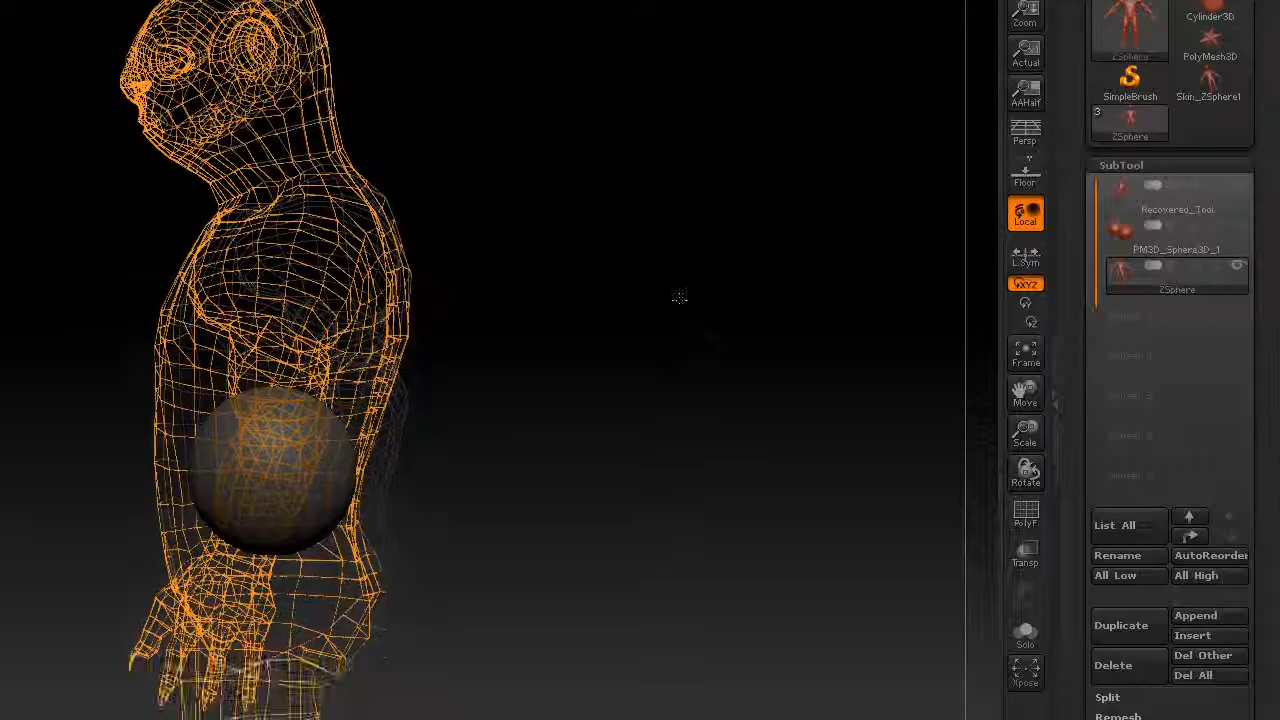 Zoom
Actual
AAHalf
Persp
Floor
Local
L.Sym
XYZ
Frame
Move
Scale
Rotate
PolyF
Transp
Solo
Xpose
ZSphere
Cylinder3D
PolyMesh3D
SimpleBrush
Skin_ZSphere1
3
ZSphere
SubTool
Recovered_Tool
PM3D_Sphere3D_1
ZSphere
List All
Rename
AutoReorder
All Low
All High
Duplicate
Append
Insert
Delete
Del Other
Del All
Split
Remesh